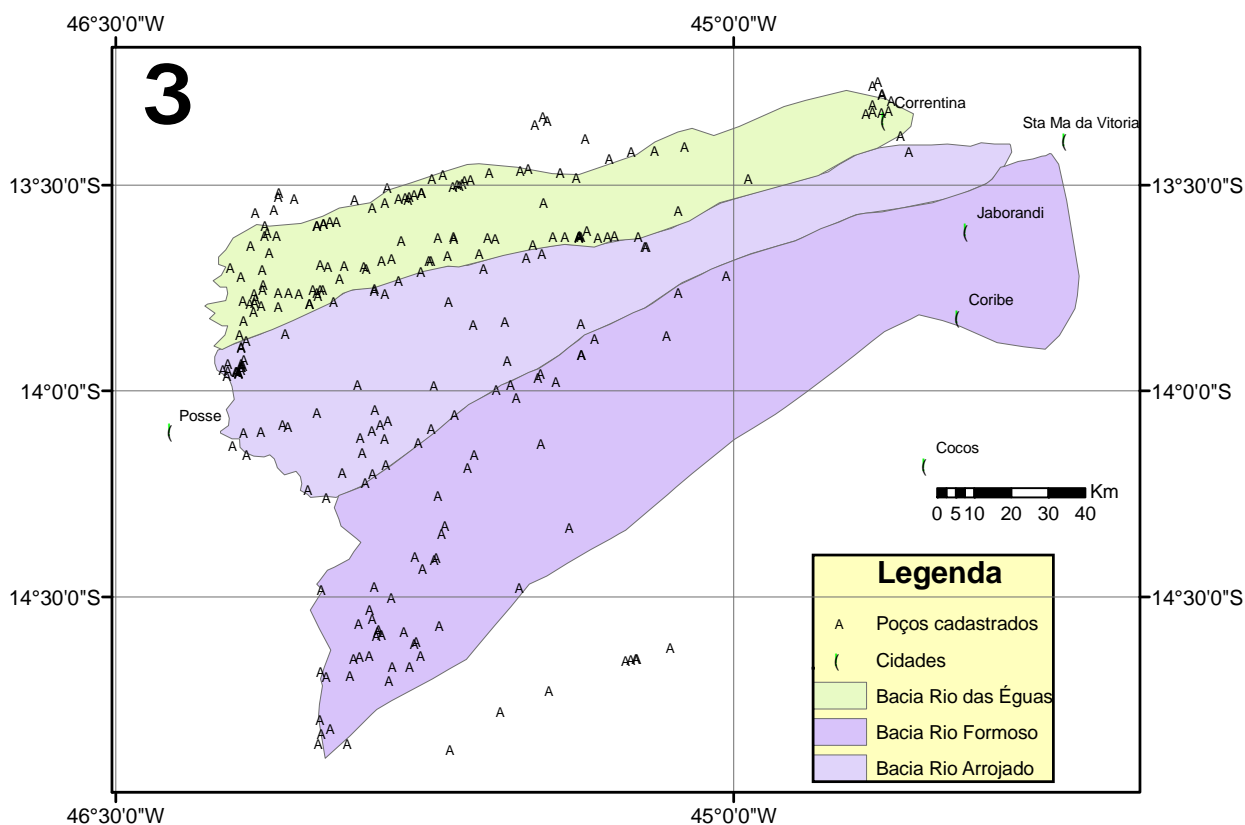 46°30'0"W 45°0'0"W
3
Correntina
Sta Ma da Vitoria
13°30'0"S 13°30'0"S
Jaborandi
Coribe
14°0'0"S 14°0'0"S
Posse
Cocos
Km
0 5 10 20 30 40
Legenda
A Poços cadastrados
Cidades
14°30'0"S 14°30'0"S
Bacia Rio das Éguas
Bacia Rio Formoso
Bacia Rio Arrojado
46°30'0"W 45°0'0"W